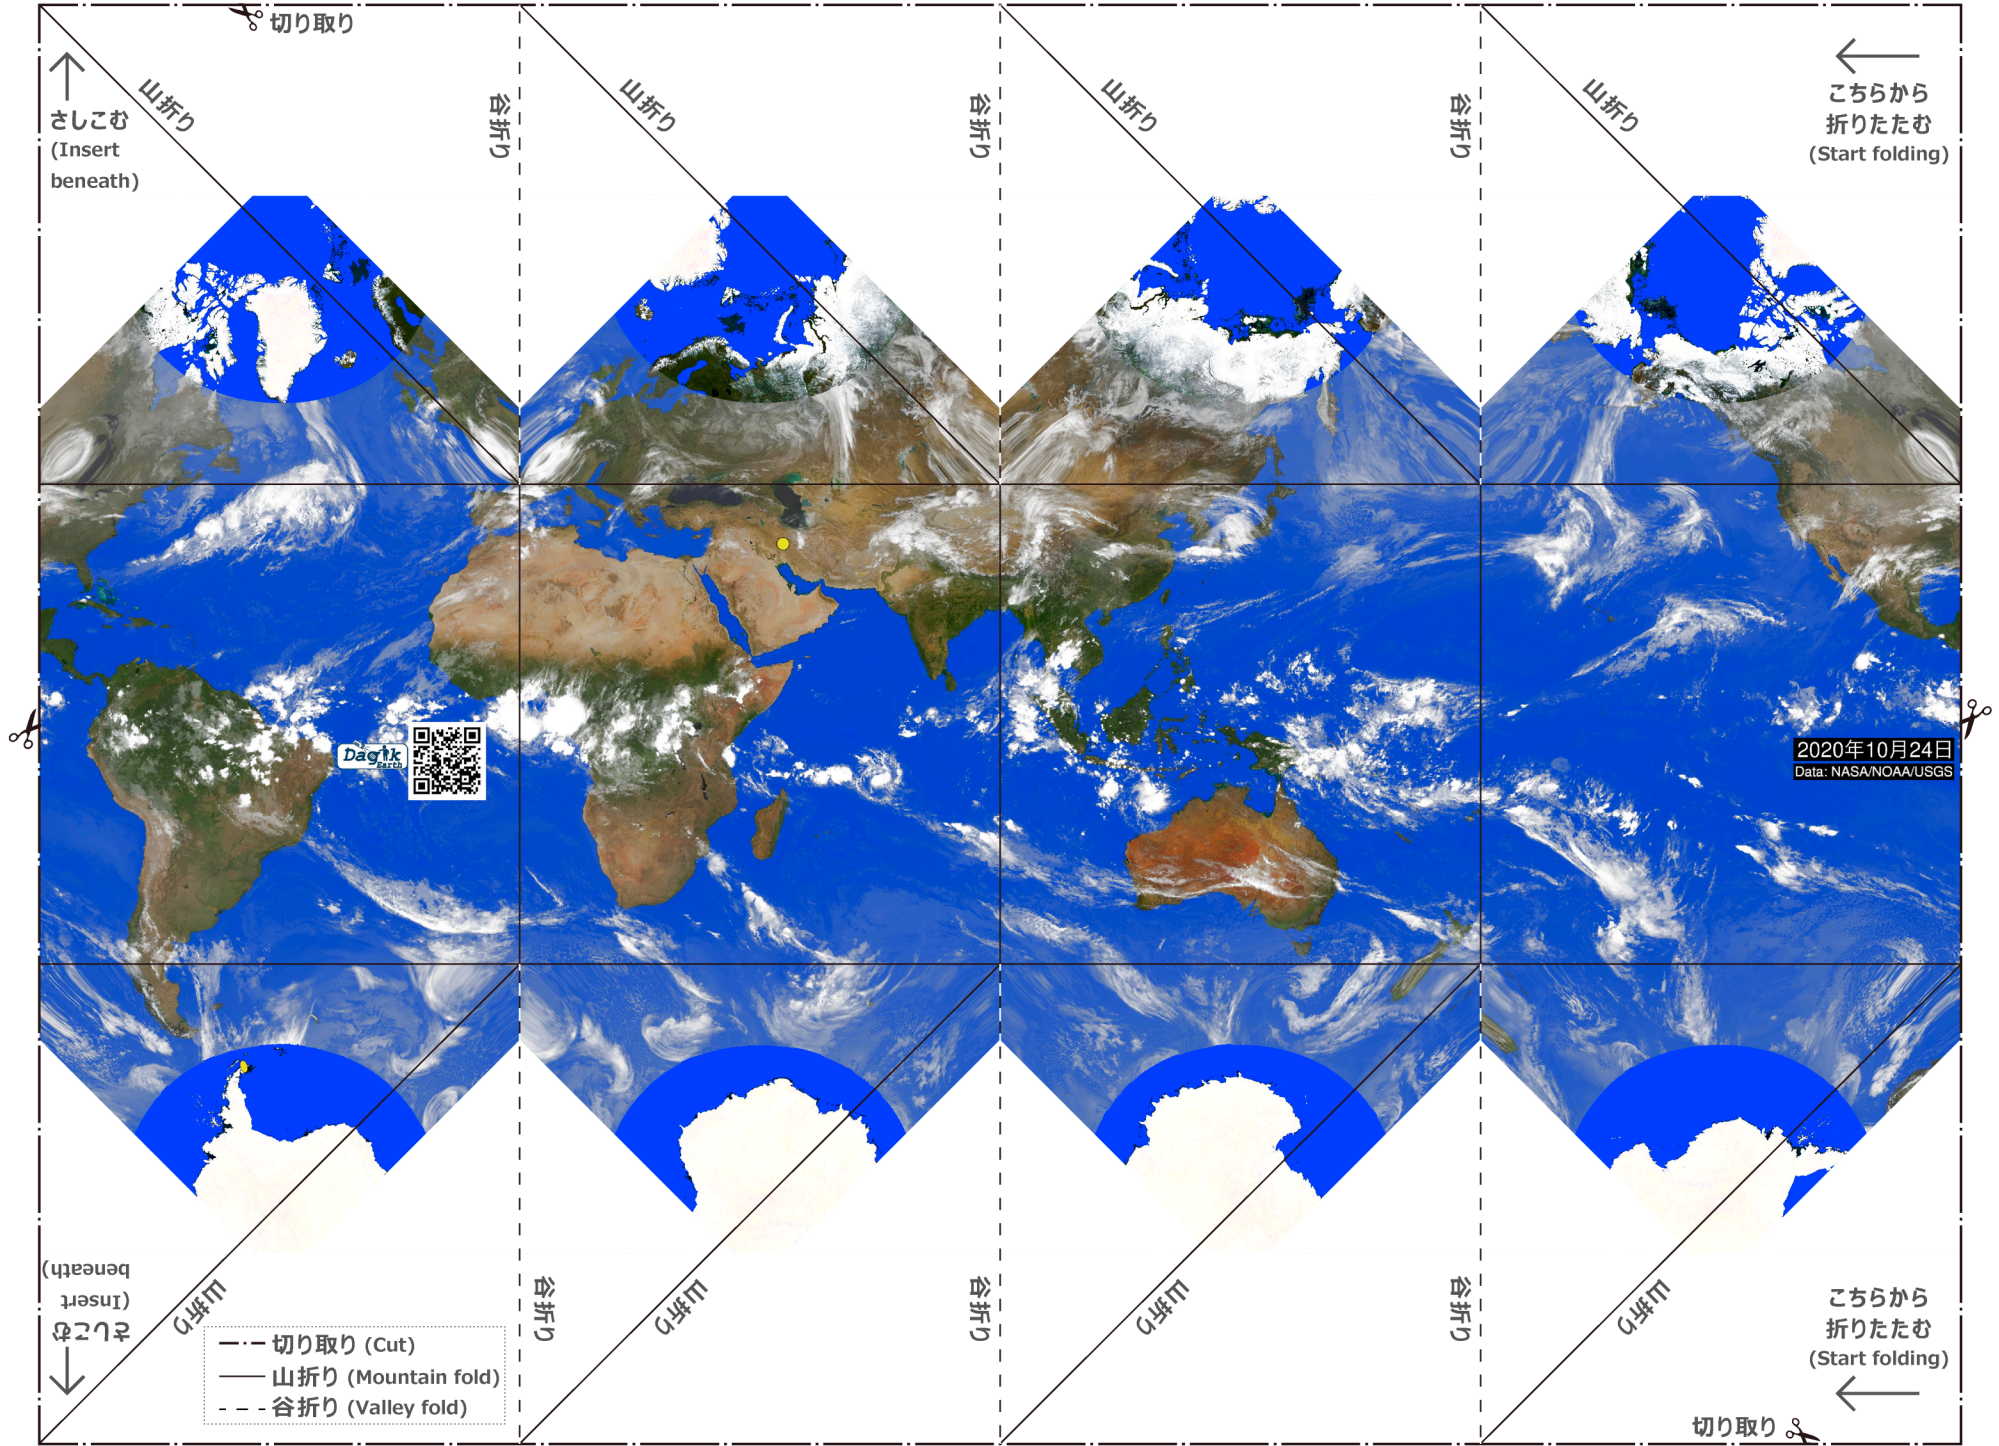 切り取り
さしこむ
(Insert
beneath)
山折り
谷折り
山折り
谷折り
山折り
谷折り
山折り
こちらから
折りたたむ
(Start folding)
Dagik
Earth
2020年10月24日
Data: NASA/NOAA/USGS
さしこむ
(Insert
beneath)
山折り
谷折り
山折り
谷折り
山折り
谷折り
山折り
こちらから
折りたたむ
(Start folding)
切り取り (Cut)
山折り (Mountain fold)
谷折り (Valley fold)
切り取り